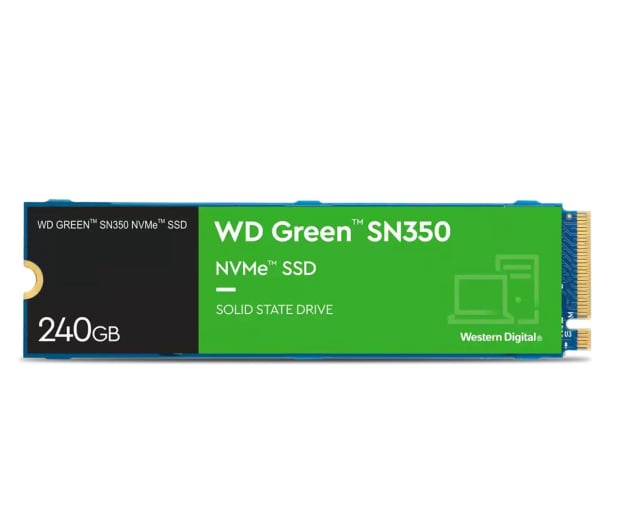 WD GREEN™ SN350 NVMe™ SSD
240GB
WD Green™ SN350
NVMe™ SSD
SOLID STATE DRIVE
Western Digital®